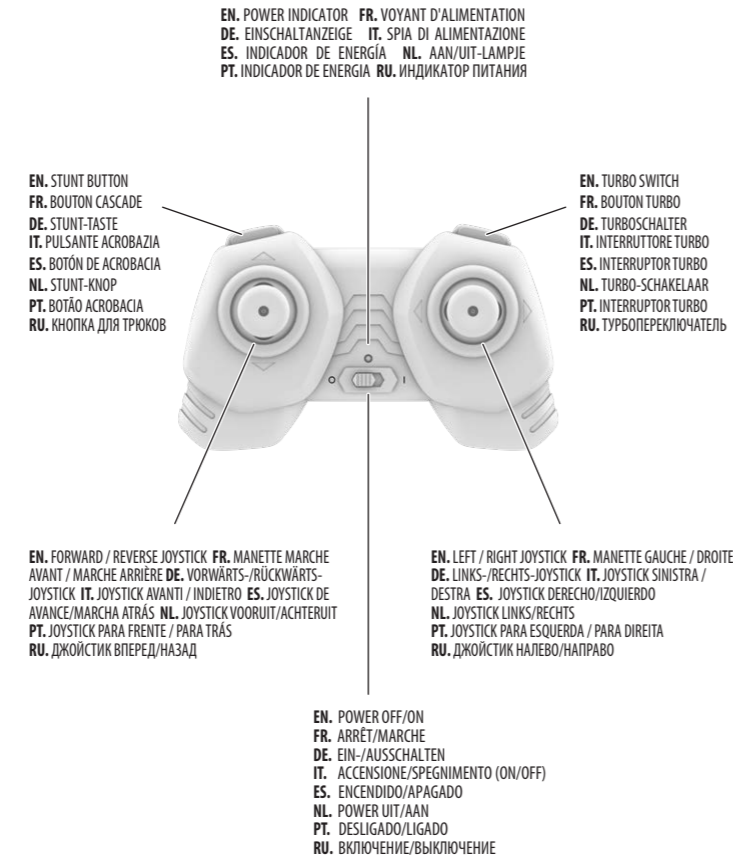 EN. POWER INDICATOR FR. VOYANT D'ALIMENTATION
DE. EINSCHALTANZEIGE IT. SPIA DI ALIMENTAZIONE
ES. INDICADOR DE ENERGÍA NL. AAN/UIT-LAMPJE
PT. INDICADOR DE ENERGIA RU. ИНДИКАТОР ПИТАНИЯ
EN. STUNT BUTTON
FR. BOUTON CASCADE
DE. STUNT-TASTE
IT. PULSANTE ACROBAZIA
ES. BOTÓN DE ACROBACIA
NL. STUNT-KNOP
PT. BOTÃO ACROBACIA
RU. КНОПКА ДЛЯ ТРЮКОВ
EN. TURBO SWITCH
FR. BOUTON TURBO
DE. TURBOSCHALTER
IT. INTERRUTTORE TURBO
ES. INTERRUPTOR TURBO
NL. TURBO-SCHAKELAAR
PT. INTERRUPTOR TURBO
RU. ТУРБОПЕРЕКЛЮЧАТЕЛЬ
O I
EN. FORWARD / REVERSE JOYSTICK FR. MANETTE MARCHE
AVANT / MARCHE ARRIÈRE DE. VORWÄRTS-/RÜCKWÄRTS-
JOYSTICK IT. JOYSTICK AVANTI / INDIETRO ES. JOYSTICK DE
AVANCE/MARCHA ATRÁS NL. JOYSTICK VOORUIT/ACHTERUIT
PT. JOYSTICK PARA FRENTE / PARA TRÁS
RU. ДЖОЙСТИК ВПЕРЕД/НАЗАД
EN. LEFT / RIGHT JOYSTICK FR. MANETTE GAUCHE / DROITE
DE. LINKS-/RECHTS-JOYSTICK IT. JOYSTICK SINISTRA /
DESTRA ES. JOYSTICK DERECHO/IZQUIERDO
NL. JOYSTICK LINKS/RECHTS
PT. JOYSTICK PARA ESQUERDA / PARA DIREITA
RU. ДЖОЙСТИК НАЛЕВО/НАПРАВО
EN. POWER OFF/ON
FR. ARRÊT/MARCHE
DE. EIN-/AUSSCHALTEN
IT. ACCENSIONE/SPEGNIMENTO (ON/OFF)
ES. ENCENDIDO/APAGADO
NL. POWER UIT/AAN
PT. DESLIGADO/LIGADO
RU. ВКЛЮЧЕНИЕ/ВЫКЛЮЧЕНИЕ